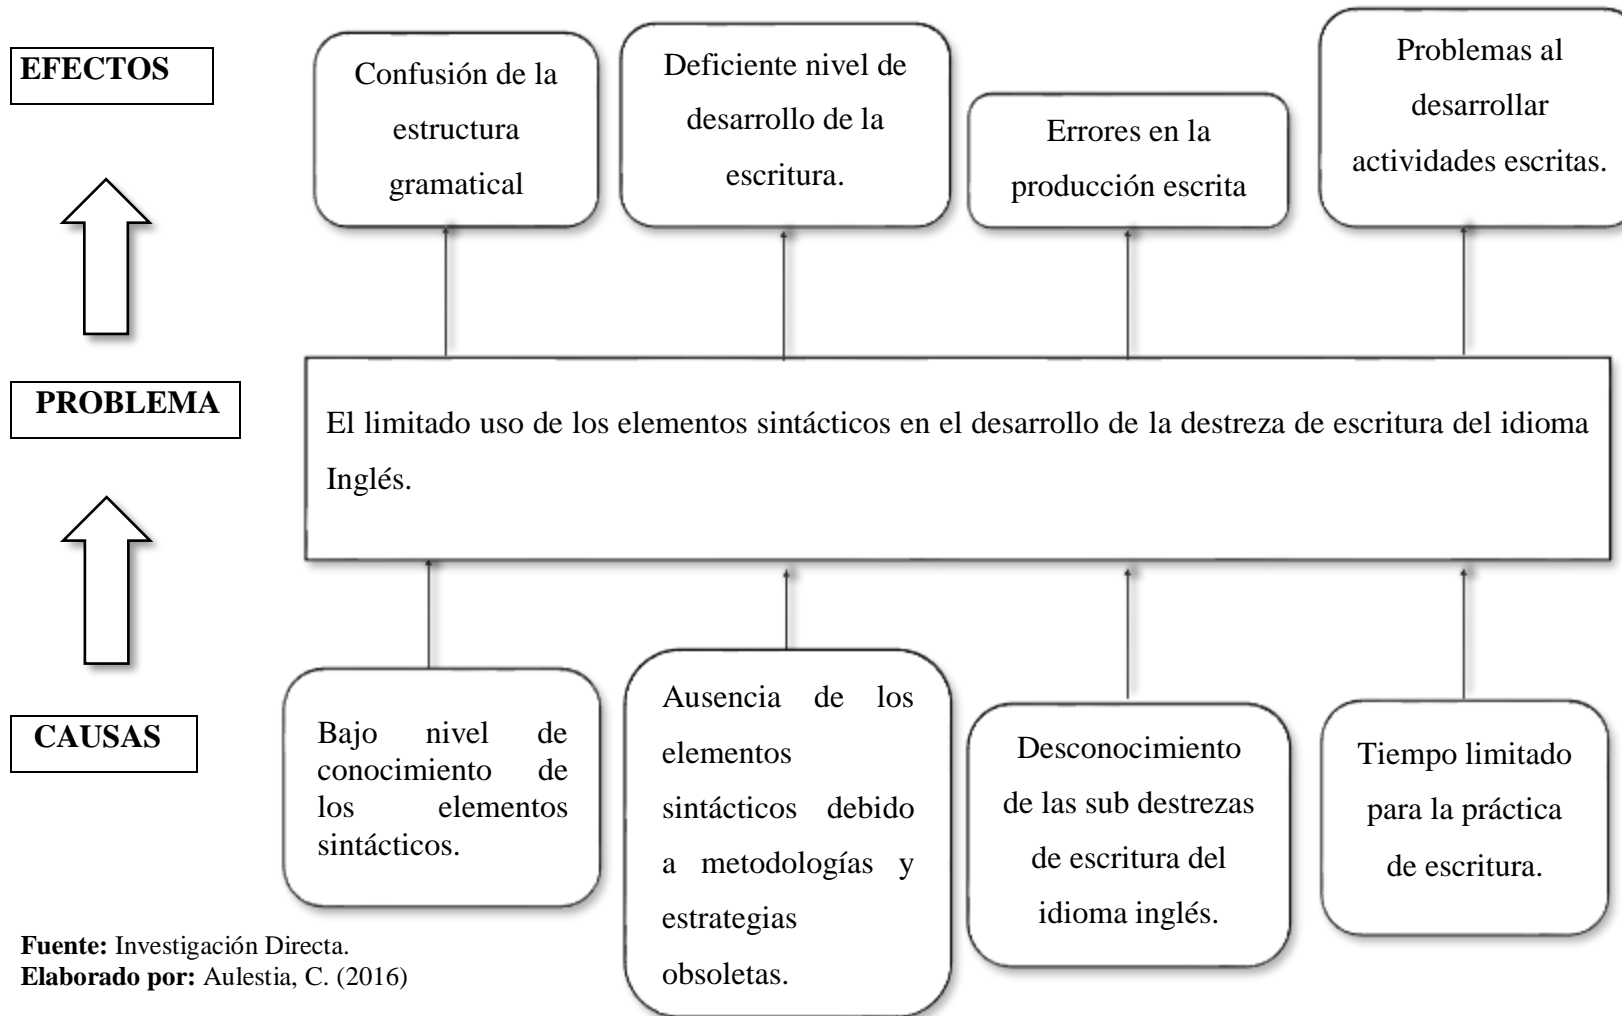 EFECTOS
Confusión de la
estructura
gramatical
Deficiente nivel de
desarrollo de la
escritura.
Errores en la
producción escrita
Problemas al
desarrollar
actividades escritas.
PROBLEMA
El limitado uso de los elementos sintácticos en el desarrollo de la destreza de escritura del idioma
Inglés.
CAUSAS
Bajo nivel de
conocimiento de
los elementos
sintácticos.
Ausencia de los
elementos
sintácticos debido
a metodologías y
estrategias
obsoletas.
Desconocimiento
de las sub destrezas
de escritura del
idioma inglés.
Tiempo limitado
para la práctica
de escritura.
Fuente: Investigación Directa.
Elaborado por: Aulestia, C. (2016)